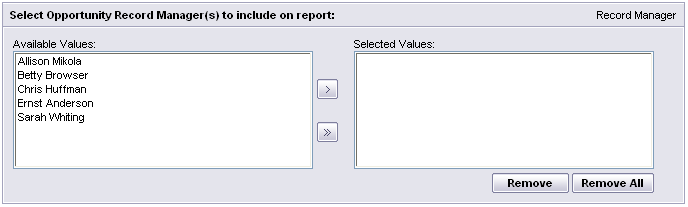 Select Opportunity Record Manager(s) to include on report: Record Manager
Available Values: Selected Values:
Allison Mikola
Betty Browser
Chris Huffman
Ernst Anderson
Sarah Whiting
>
»
Remove Remove All